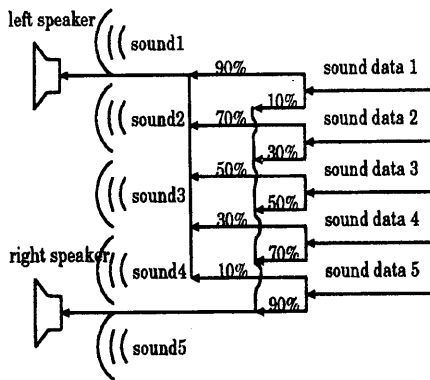 left speaker
sound1
90%
sound data 1
10%
sound2
70%
sound data 2
30%
sound3
50%
sound data 3
50%
30%
sound data 4
right speaker
sound4
70%
10%
sound data 5
90%
sound5